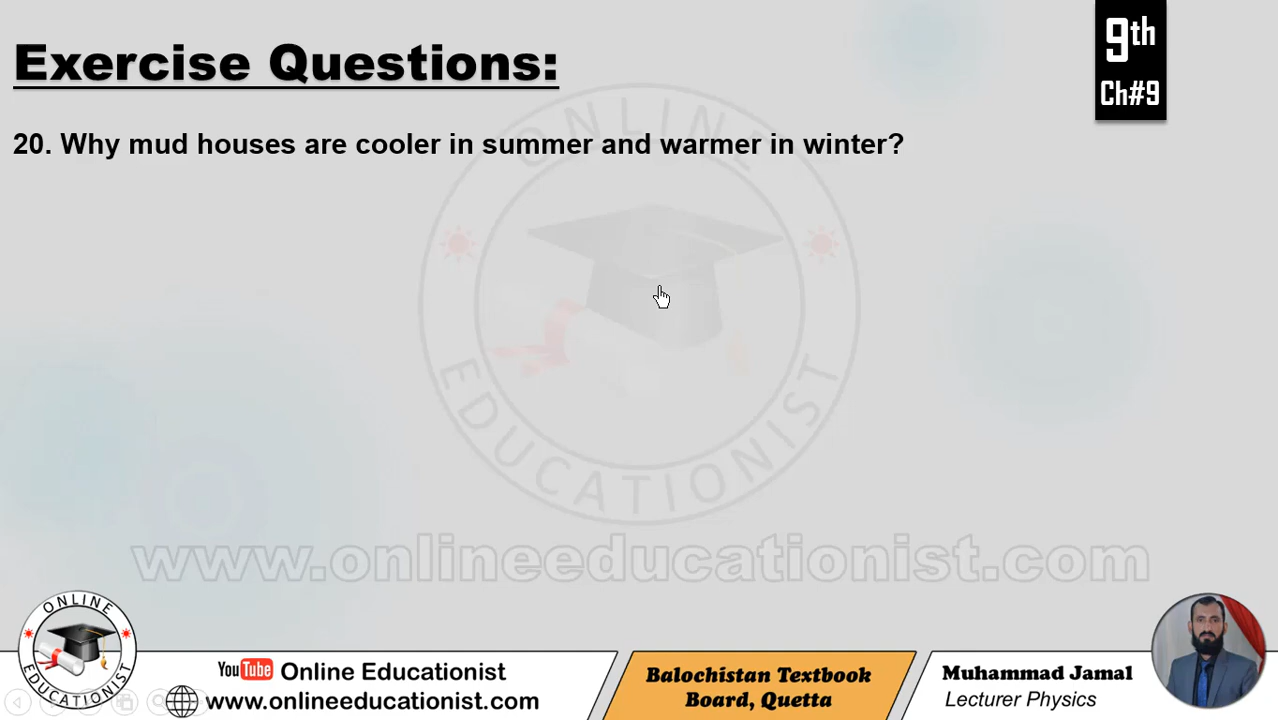 Exercise Questions:
9th
Ch#9
20. Why mud houses are cooler in summer and warmer in winter?
ONLINE
EDUCATIONIST
www.onlineeducationist.com
ONLINE
EDUCATIONIST
YouTube Online Educationist
www.onlineeducationist.com
Balochistan Textbook
Board, Quetta
Muhammad Jamal
Lecturer Physics